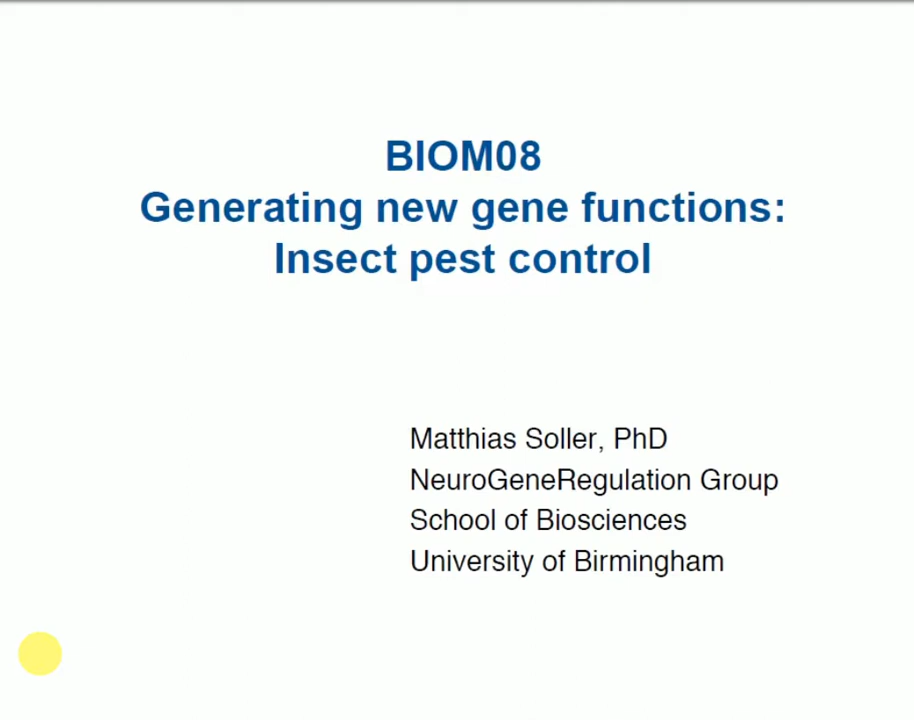 BIOM08
Generating new gene functions:
Insect pest control
Matthias Soller, PhD
NeuroGeneRegulation Group
School of Biosciences
University of Birmingham